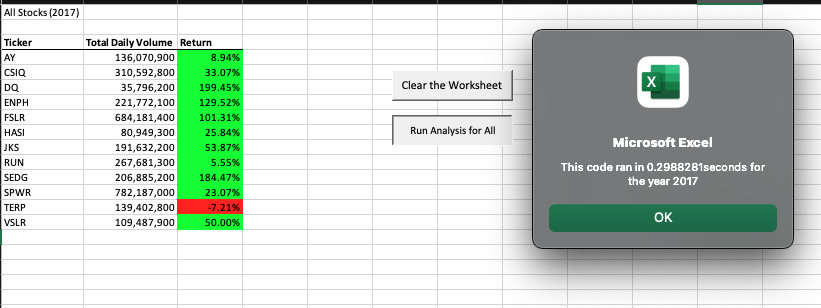 All Stocks (2017)
Ticker Total Daily Volume Return
AY 136,070,900 8.94%
CSIQ 310,592,800 33.07%
DQ 35,796,200 199.45%
ENPH 221,772,100 129.52%
FSLR 684,181,400 101.31%
HASI 80,949,300 25.84%
JKS 191,632,200 53.87%
RUN 267,681,300 5.55%
SEDG 206,885,200 184.47%
SPWR 782,187,000 23.07%
TERP 139,402,800 -7.21%
VSLR 109,487,900 50.00%
Clear the Worksheet
Run Analysis for All
X
Microsoft Excel
This code ran in 0.2988281seconds for
the year 2017
OK